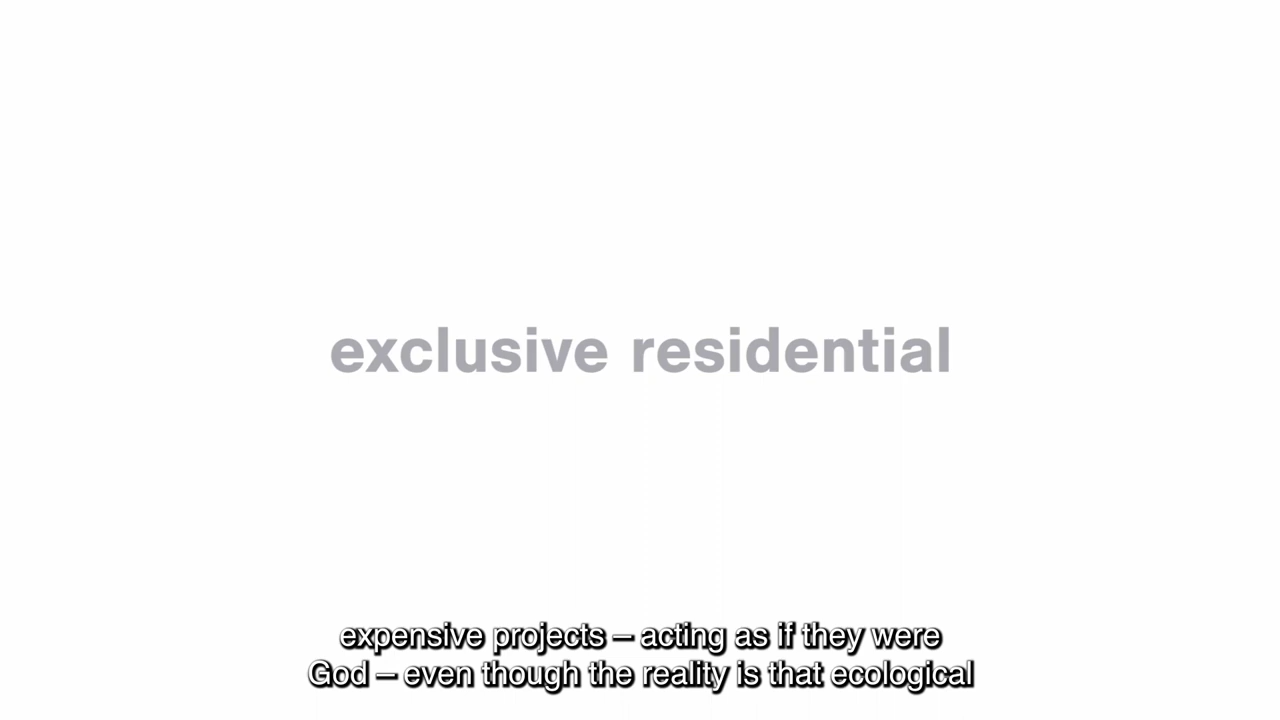 exclusive residential
expensive projects – acting as if they were
God – even though the reality is that ecological